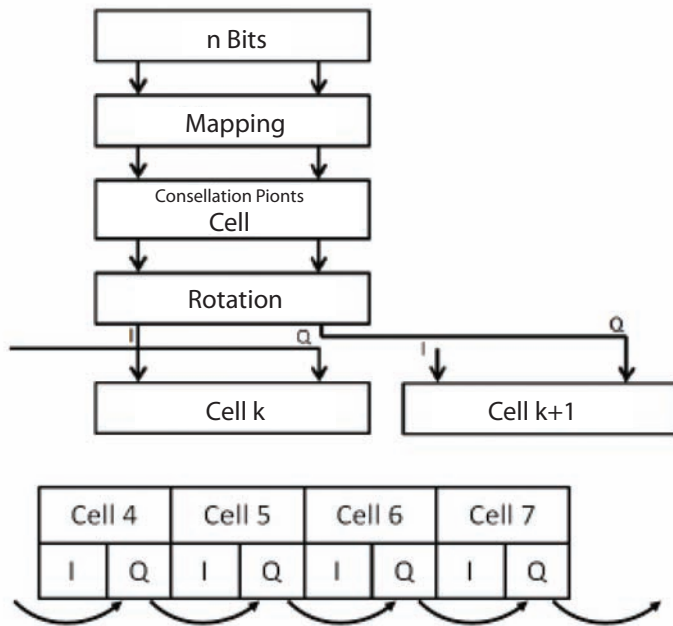 n Bits
Mapping
Consellation Pionts
Cell
Rotation
I Q Q
I
Cell k Cell k+1
Cell 4 Cell 5 Cell 6 Cell 7
I Q I Q I Q I Q